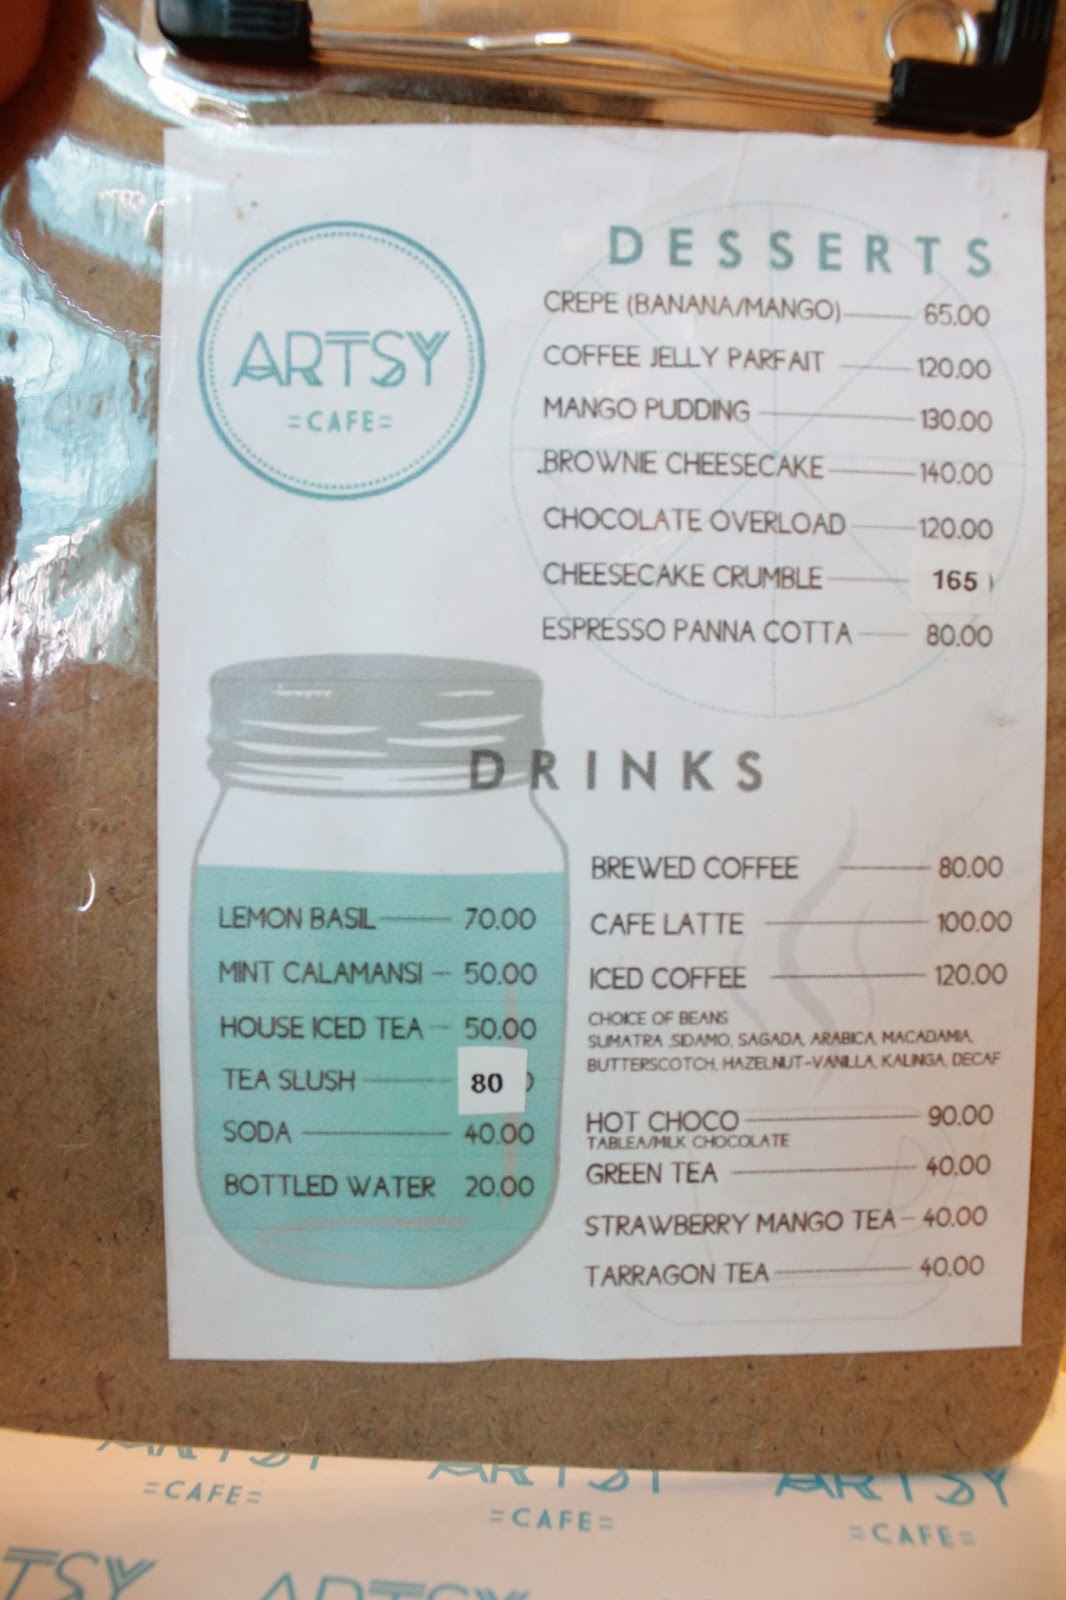 ARTSY
=CAFE=
DESSERTS
CREPE (BANANA/MANGO) 65.00
COFFEE JELLY PARFAIT 120.00
MANGO PUDDING 130.00
BROWNIE CHEESECAKE 140.00
CHOCOLATE OVERLOAD 120.00
CHEESECAKE CRUMBLE 165
ESPRESSO PANNA COTTA 80.00
DRINKS
LEMON BASIL 70.00
MINT CALAMANSI 50.00
HOUSE ICED TEA 50.00
TEA SLUSH 80
SODA 40.00
BOTTLED WATER 20.00
BREWED COFFEE 80.00
CAFE LATTE 100.00
ICED COFFEE 120.00
CHOICE OF BEANS
SUMATRA ,SIDAMO, SAGADA, ARABICA, MACADAMIA,
BUTTERSCOTCH, HAZELNUT-VANILLA, KALINGA, DECAF
HOT CHOCO 90.00
TABLEA/MILK CHOCOLATE
GREEN TEA 40.00
STRAWBERRY MANGO TEA 40.00
TARRAGON TEA 40.00
ARTSY ARTSY ARTSY
=CAFE= =CAFE= =CAFE=
RTSY ARTSY